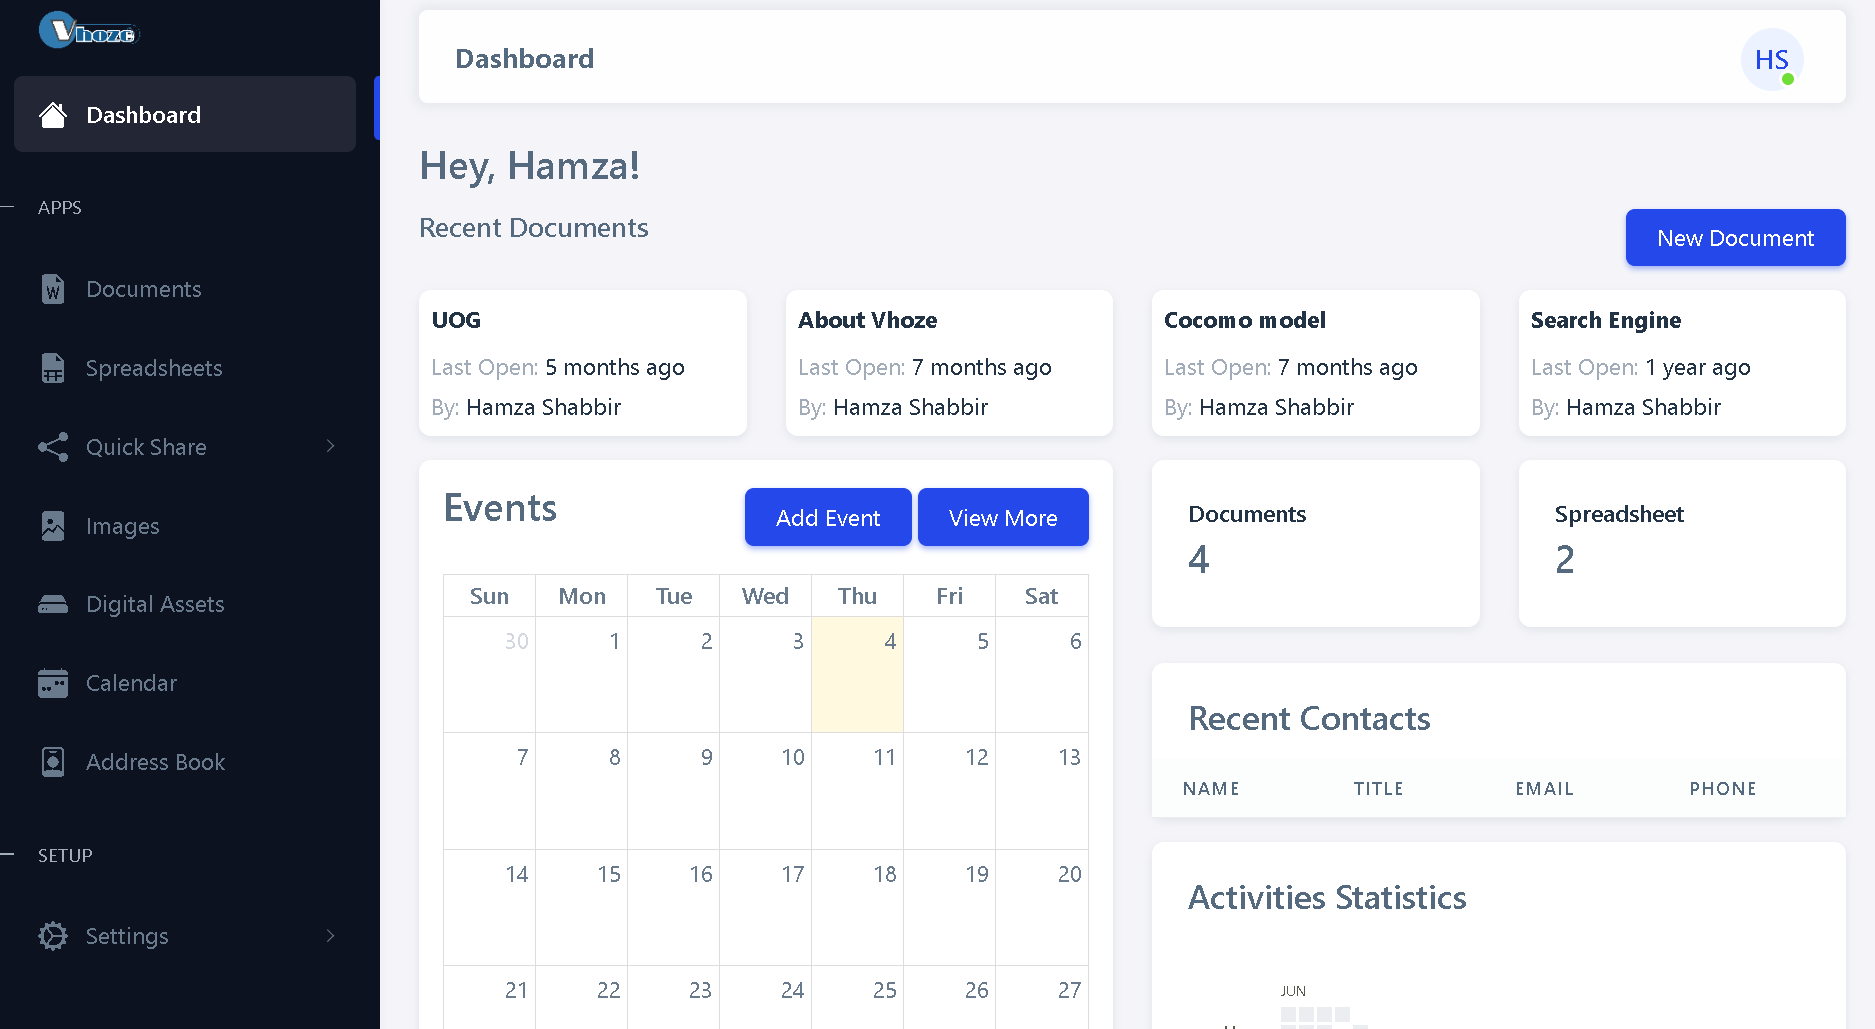 Vhoze
Dashboard
APPS
Documents
Spreadsheets
Quick Share
Images
Digital Assets
Calendar
Address Book
SETUP
Settings
Dashboard
HS
Hey, Hamza!
Recent Documents
New Document
UOG
Last Open: 5 months ago
By: Hamza Shabbir
About Vhoze
Last Open: 7 months ago
By: Hamza Shabbir
Cocomo model
Last Open: 7 months ago
By: Hamza Shabbir
Search Engine
Last Open: 1 year ago
By: Hamza Shabbir
Events
Add Event
View More
Sun Mon Tue Wed Thu Fri Sat
30 1 2 3 4 5 6
7 8 9 10 11 12 13
14 15 16 17 18 19 20
21 22 23 24 25 26 27
Documents
4
Spreadsheet
2
Recent Contacts
NAME TITLE EMAIL PHONE
Activities Statistics
JUN